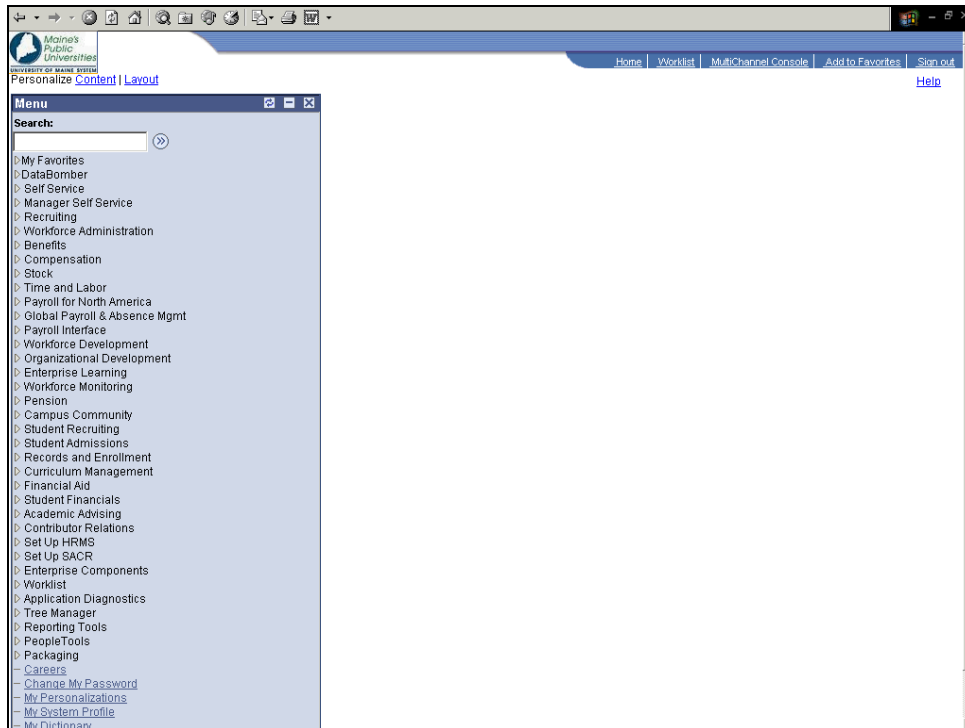 Maine's
Public
Universities
UNIVERSITY OF MAINE SYSTEM
Home | Worklist | MultiChannel Console | Add to Favorites | Sign out
Personalize Content | Layout
Help
Menu
Search:
My Favorites
DataBomber
Self Service
Manager Self Service
Recruiting
Workforce Administration
Benefits
Compensation
Stock
Time and Labor
Payroll for North America
Global Payroll & Absence Mgmt
Payroll Interface
Workforce Development
Organizational Development
Enterprise Learning
Workforce Monitoring
Pension
Campus Community
Student Recruiting
Student Admissions
Records and Enrollment
Curriculum Management
Financial Aid
Student Financials
Academic Advising
Contributor Relations
Set Up HRMS
Set Up SACR
Enterprise Components
Worklist
Application Diagnostics
Tree Manager
Reporting Tools
PeopleTools
Packaging
– Careers
– Change My Password
– My Personalizations
– My System Profile
– My Dictionary